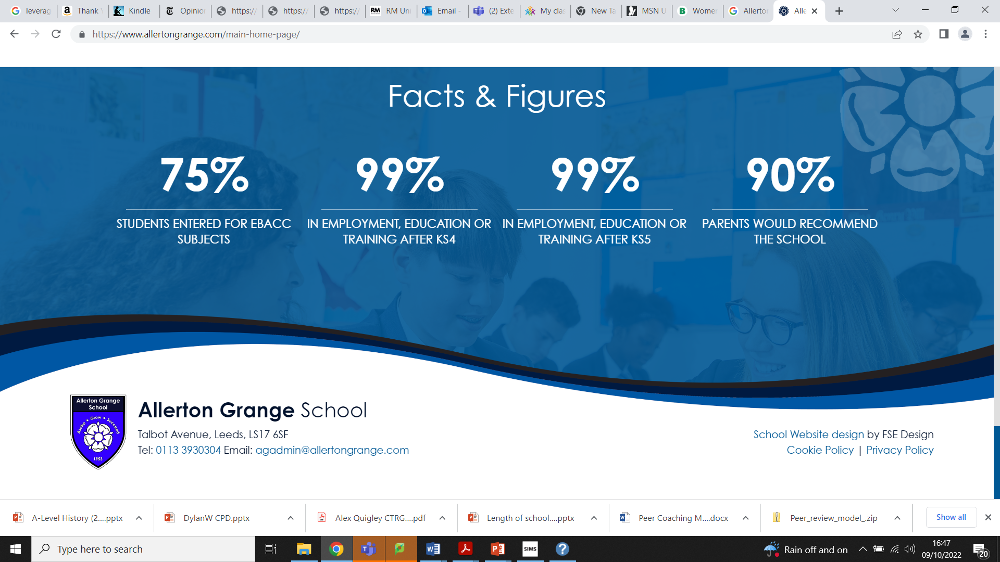 leverag
Thank Y
Kindle
Opinio
https:/
https:/
https:/
RM
RM Uni
Email -
(2) Exte
My clas
New Ta
MSN U
Women
Allerto
Alle
https://www.allertongrange.com/main-home-page/
Facts & Figures
75%
STUDENTS ENTERED FOR EBACC
SUBJECTS
99%
IN EMPLOYMENT, EDUCATION OR
TRAINING AFTER KS4
99%
IN EMPLOYMENT, EDUCATION OR
TRAINING AFTER KS5
90%
PARENTS WOULD RECOMMEND
THE SCHOOL
Allerton Grange
School
Aspire * Grow * Succeed
1953
Allerton Grange School
Talbot Avenue, Leeds, LS17 6SF
Tel: 0113 3930304 Email: agadmin@allertongrange.com
School Website design by FSE Design
Cookie Policy | Privacy Policy
A-Level History (2....pptx
DylanW CPD.pptx
Alex Quigley CTRG....pdf
Length of school....pptx
Peer Coaching M....docx
Peer_review_model_.zip
Show all
Type here to search
SIMS
Rain off and on
16:47
09/10/2022
20